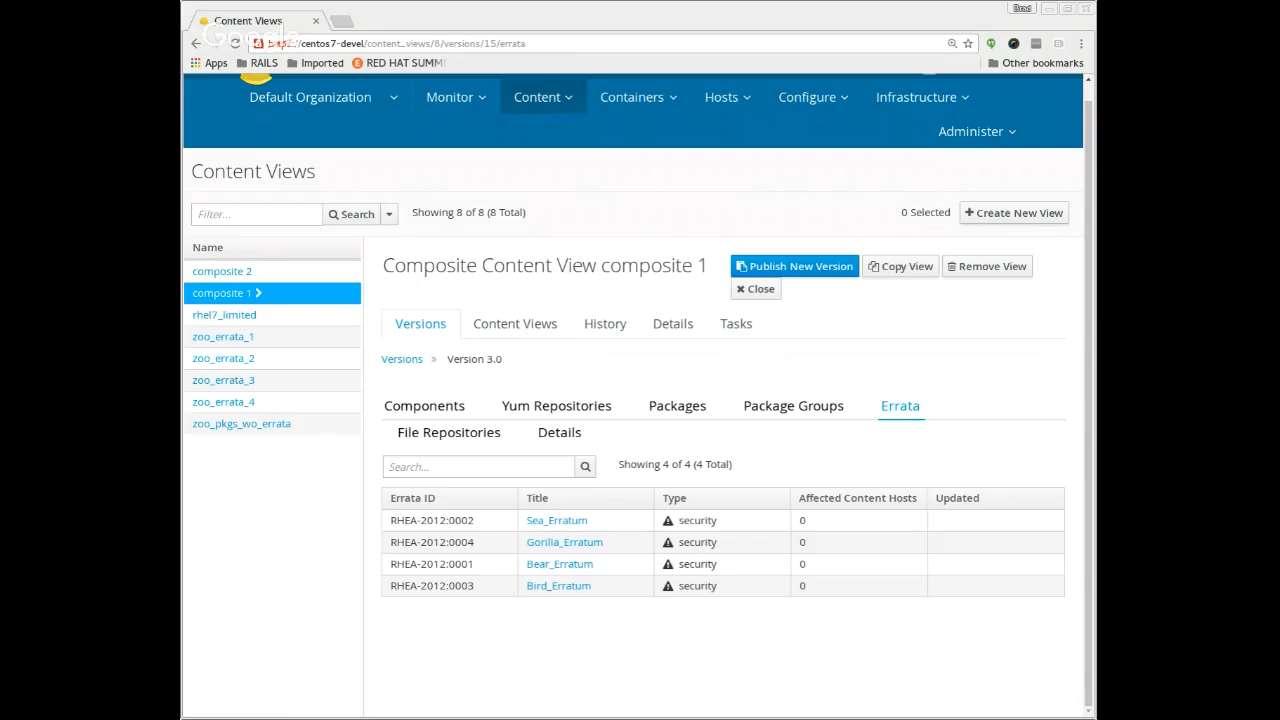 Brad
Content Views
Google
https://centos7-devel/content_views/8/versions/15/errata
Apps RAILS Imported RED HAT SUMMI Other bookmarks
Default Organization Monitor Content Containers Hosts Configure Infrastructure
Administer
Content Views
Filter... Search Showing 8 of 8 (8 Total) 0 Selected + Create New View
Name
composite 2
composite 1
rhel7_limited
zoo_errata_1
zoo_errata_2
zoo_errata_3
zoo_errata_4
zoo_pkgs_wo_errata
Composite Content View composite 1
Publish New Version Copy View Remove View
Close
Versions Content Views History Details Tasks
Versions » Version 3.0
Components Yum Repositories Packages Package Groups Errata
File Repositories Details
Search... Showing 4 of 4 (4 Total)
Errata ID Title Type Affected Content Hosts Updated
RHEA-2012:0002 Sea_Erratum security 0
RHEA-2012:0004 Gorilla_Erratum security 0
RHEA-2012:0001 Bear_Erratum security 0
RHEA-2012:0003 Bird_Erratum security 0